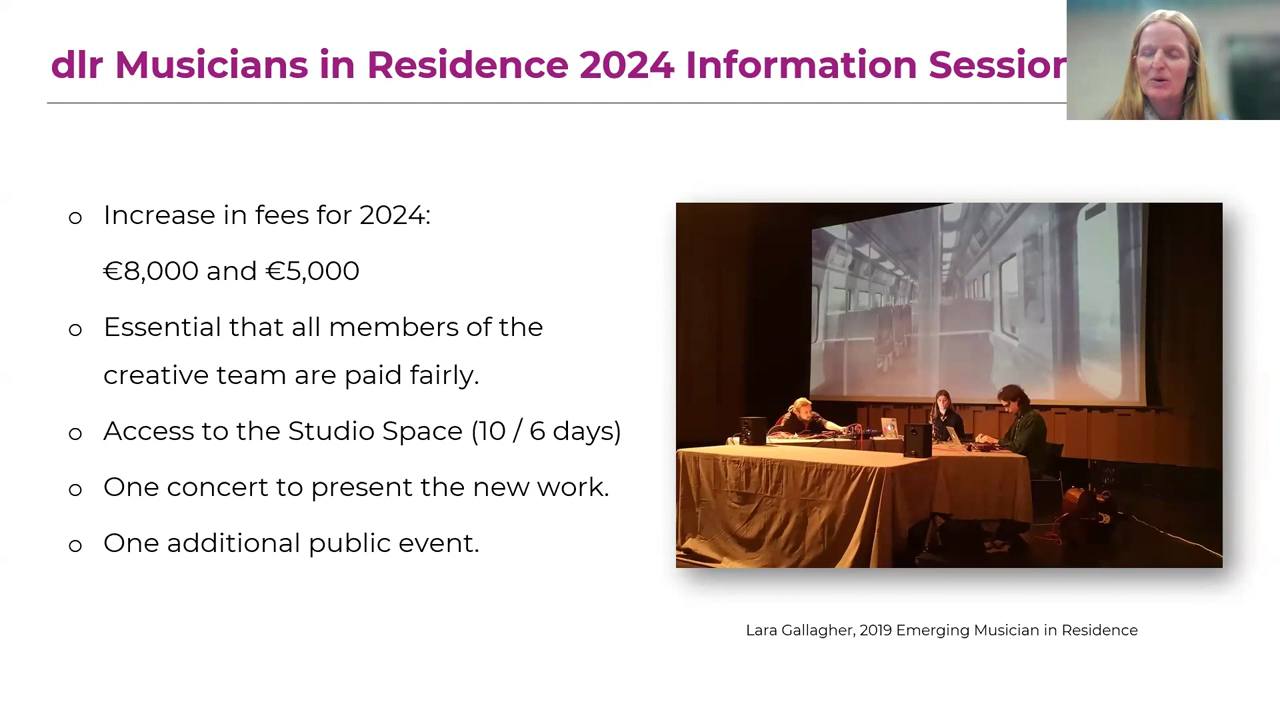 dlr Musicians in Residence 2024 Information Session
o Increase in fees for 2024:
€8,000 and €5,000
o Essential that all members of the
creative team are paid fairly.
o Access to the Studio Space (10 / 6 days)
o One concert to present the new work.
o One additional public event.
Lara Gallagher, 2019 Emerging Musician in Residence